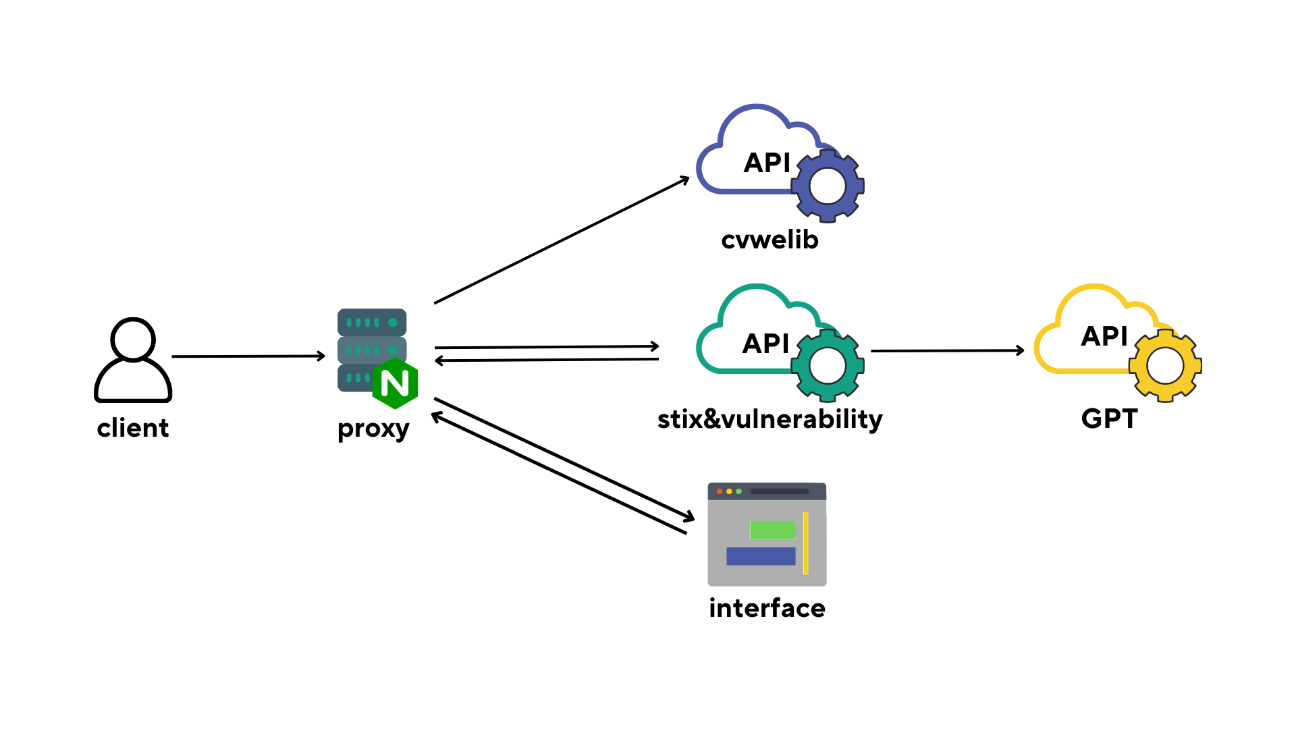 API
cvwelib
API
stix&vulnerability
API
GPT
client
N
proxy
interface